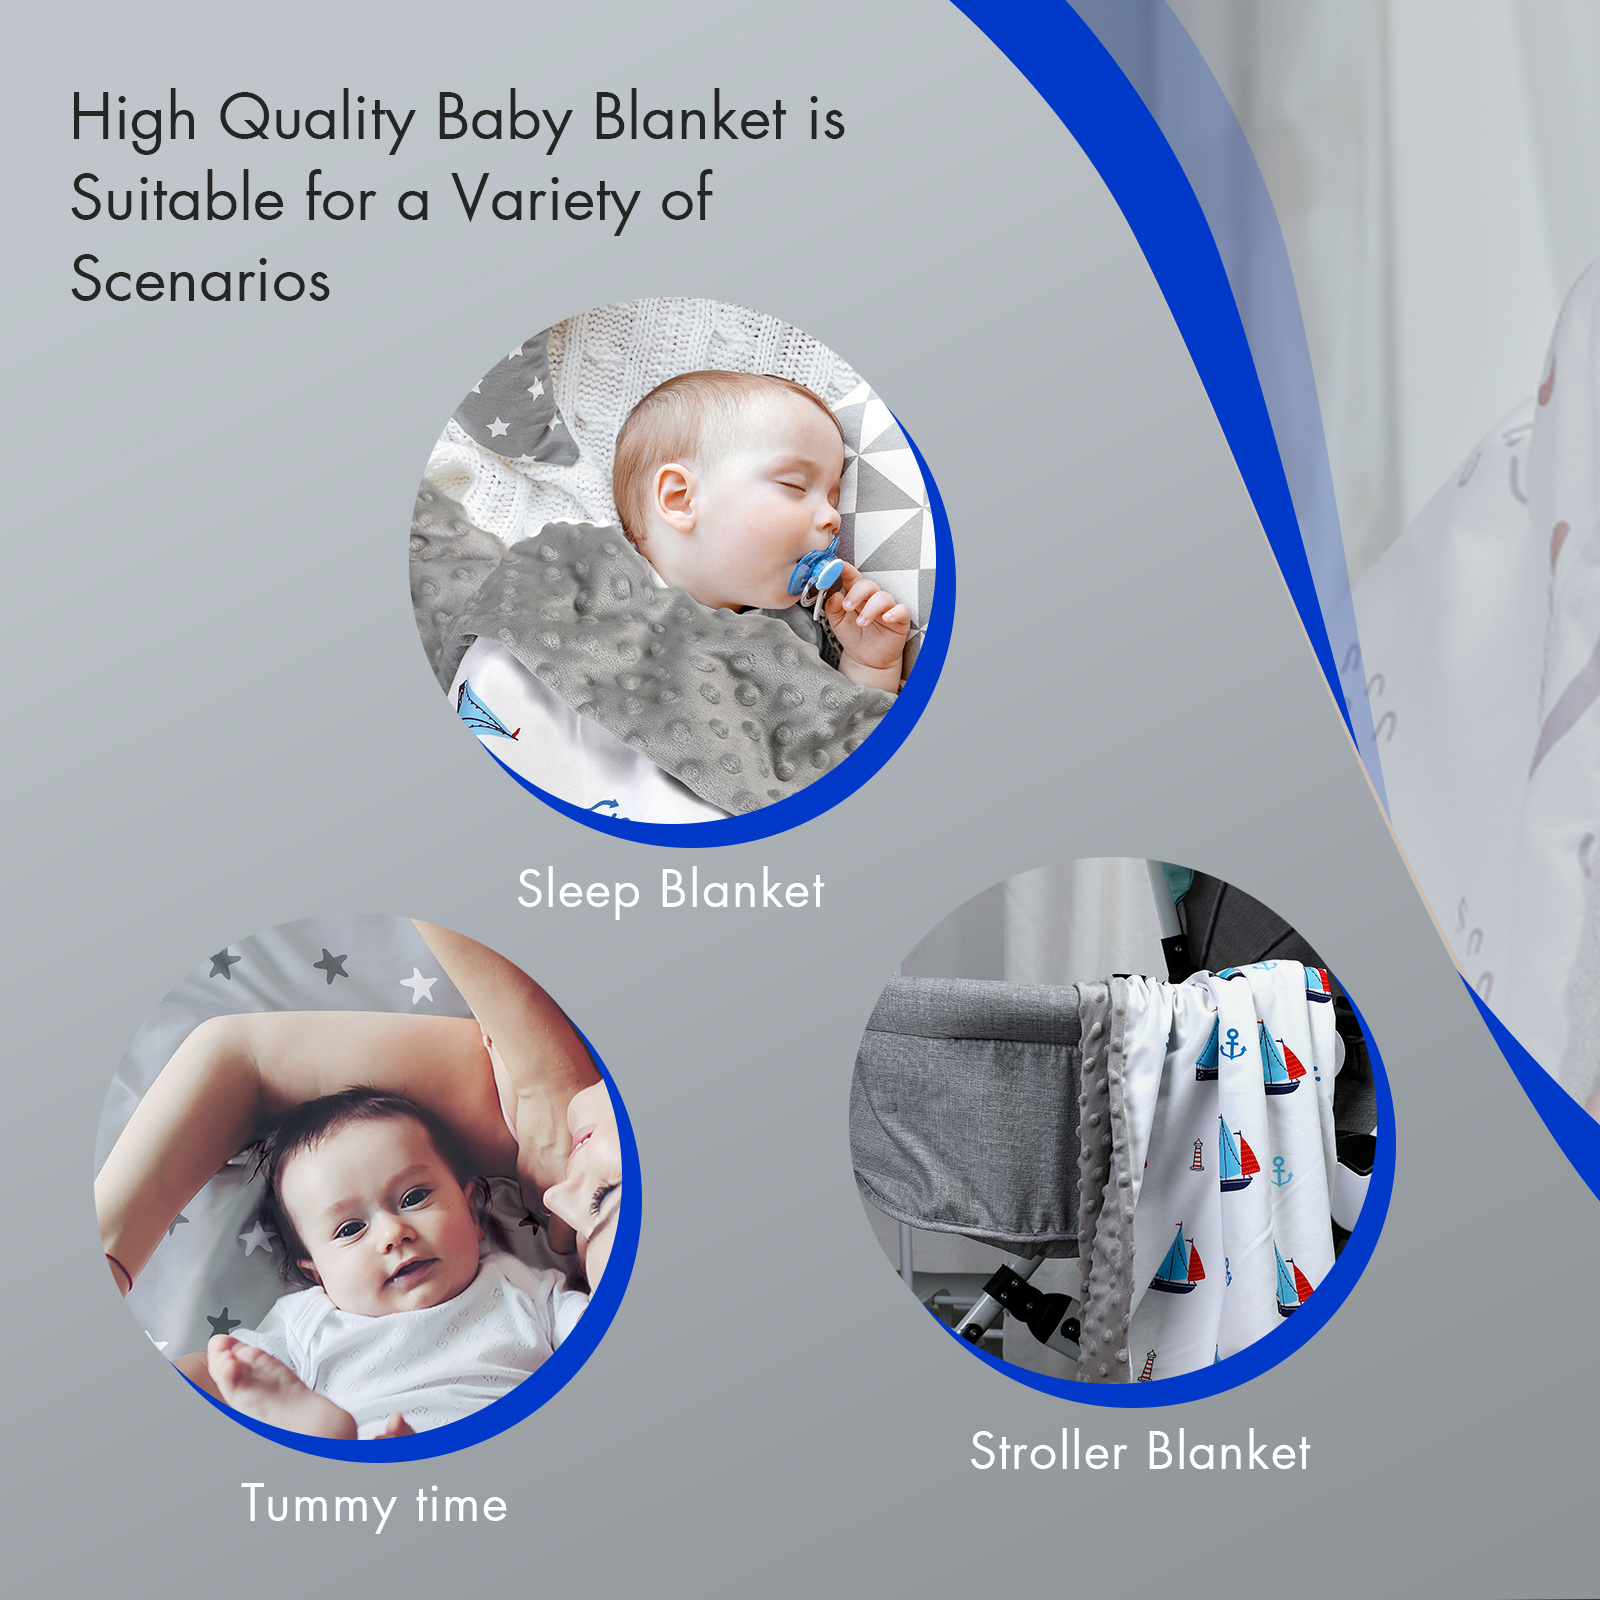 High Quality Baby Blanket is
Suitable for a Variety of
Scenarios
Sleep Blanket
Stroller Blanket
Tummy time